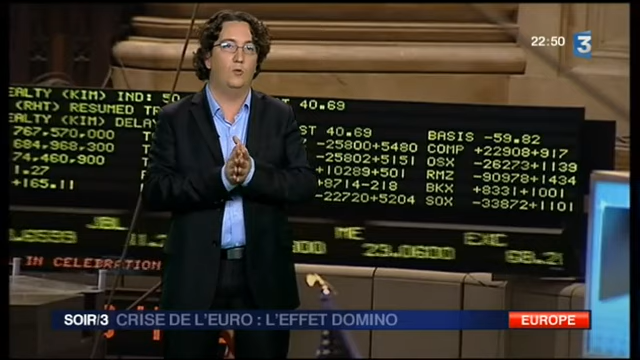 22:50 3
EALTY (KIM) IND: 50
(RHT) RESUMED TR ST 40.69
EALTY (KIM) DELAY ST 40.69 BASIS -59.82
767,570,000 -25800+5480 COMP +22908+917
684,968,300 -25802+5151 OSX -26273+1139
74,460,900 +10289+501 RMZ -90978+1434
1.27 +8714-218 BKX +8331+1001
+165.11 -22720+5204 SOX -33872+1101
JBL ME EXC
23.0600 68.21
IN CELEBRATION
SOIR/3 CRISE DE L'EURO : L'EFFET DOMINO EUROPE